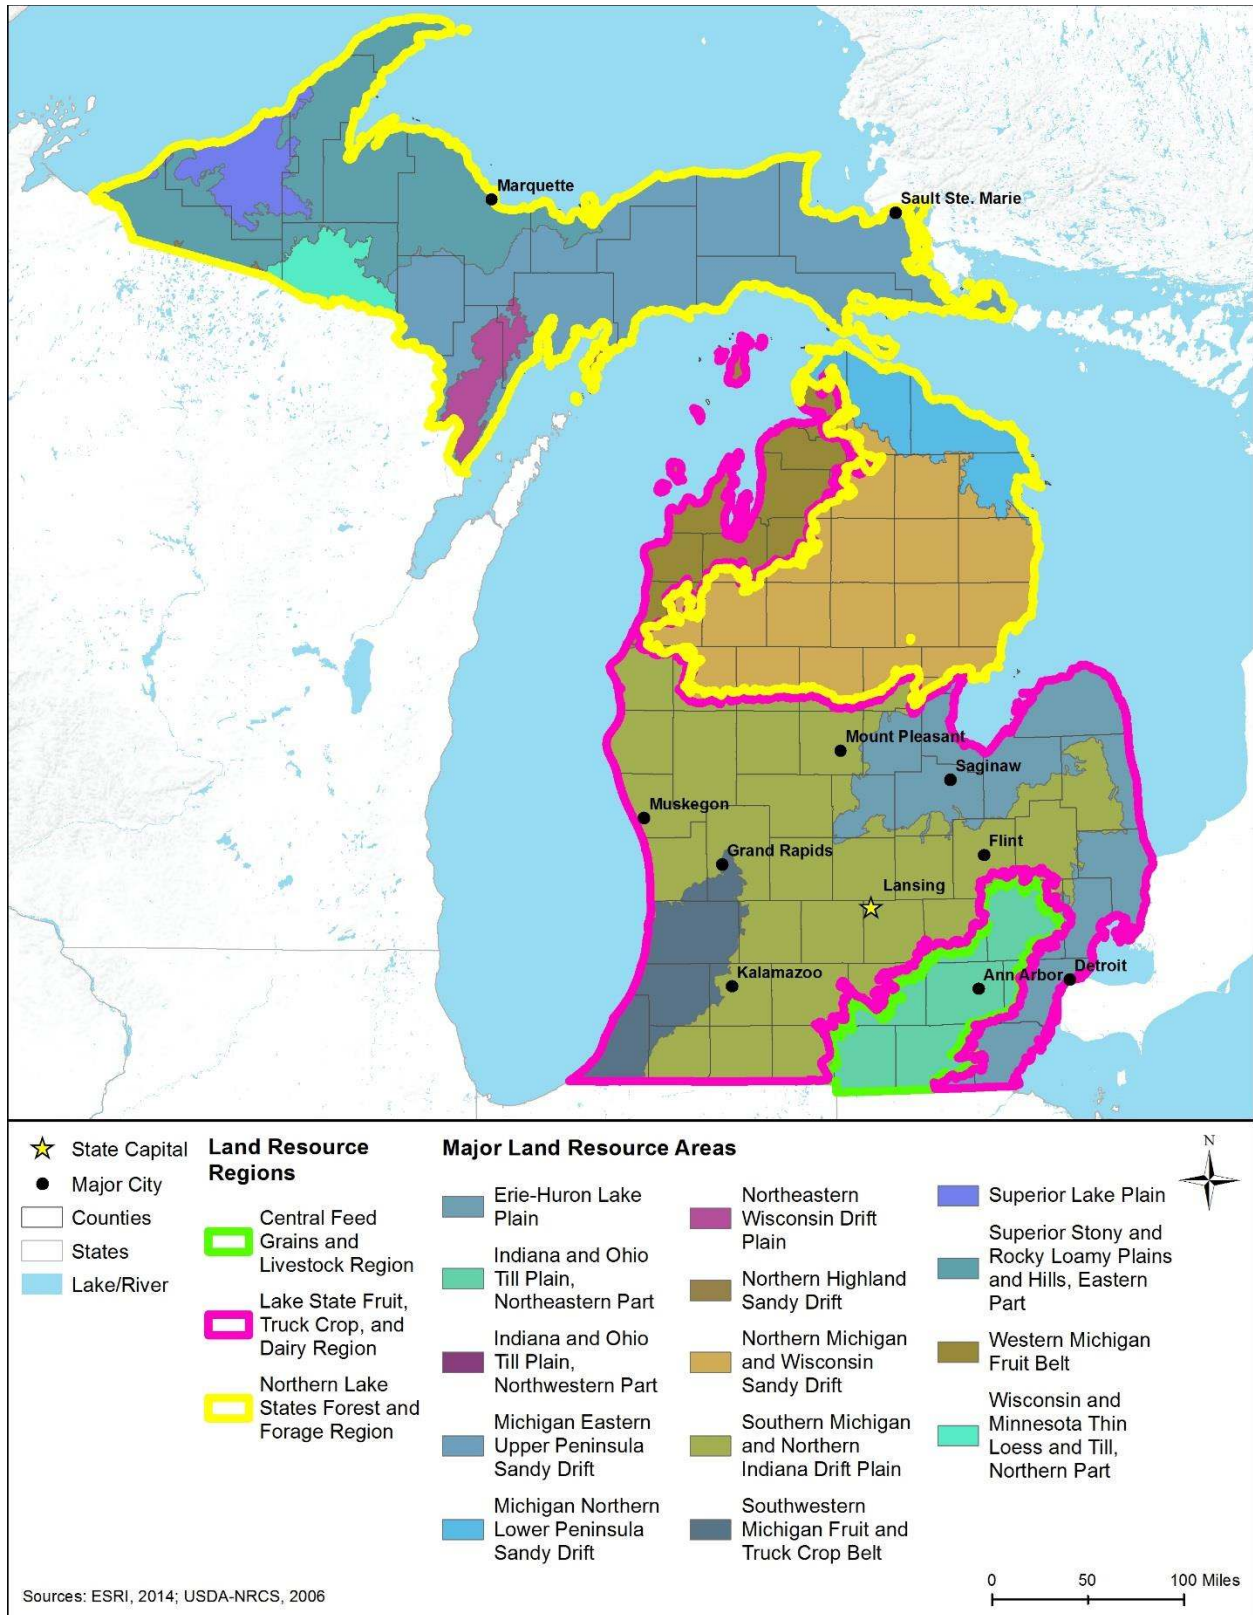 Marquette
Sault Ste. Marie
Mount Pleasant
Saginaw
Muskegon
Grand Rapids
Flint
Lansing
Kalamazoo
Ann Arbor
Detroit
State Capital
Major City
Counties
States
Lake/River
Land Resource
Regions
Central Feed
Grains and
Livestock Region
Lake State Fruit,
Truck Crop, and
Dairy Region
Northern Lake
States Forest and
Forage Region
Major Land Resource Areas
Erie-Huron Lake
Plain
Indiana and Ohio
Till Plain,
Northeastern Part
Indiana and Ohio
Till Plain,
Northwestern Part
Michigan Eastern
Upper Peninsula
Sandy Drift
Michigan Northern
Lower Peninsula
Sandy Drift
Northeastern
Wisconsin Drift
Plain
Northern Highland
Sandy Drift
Northern Michigan
and Wisconsin
Sandy Drift
Southern Michigan
and Northern
Indiana Drift Plain
Southwestern
Michigan Fruit and
Truck Crop Belt
Superior Lake Plain
Superior Stony and
Rocky Loamy Plains
and Hills, Eastern
Part
Western Michigan
Fruit Belt
Wisconsin and
Minnesota Thin
Loess and Till,
Northern Part
N
0 50 100 Miles
Sources: ESRI, 2014; USDA-NRCS, 2006